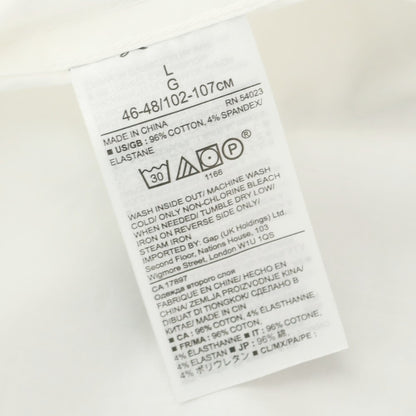 L
G
46-48/102-107CM
RN 54023
MADE IN CHINA
■ US/GB: 96% COTTON, 4% SPANDEX/
ELASTANE
30
P
1166
WASH INSIDE OUT/ MACHINE WASH
COLD/ ONLY NON-CHLORINE BLEACH
WHEN NEEDED/ TUMBLE DRY LOW/
IRON ON REVERSE SIDE ONLY/
STEAM IRON
IMPORTED BY: Gap (UK Holdings) Ltd.
Second Floor, Nations House, 103
Wigmore Street, London W1U 1QS
CA 17897
Одежда второго слоя
FABRIQUE EN CHINE/ HECHO EN
CHINA/ ZEMLJA PROIZVODNJE KINA/
DIBUAT DI TIONGKOK/ СДЕЛАНО В
КИТАЕ/ MADE IN CIN
■ CA: 96% COTTON, 4% ELASTHANNE,
■ FR/MA: 96% COTON,
■ IT: 96% COTONE,
4% ÉLASTHANNE
4% ELASTAN
■ JP: 96% 綿,
4% ポリウレタン
■ CL/MX/PA/PE: